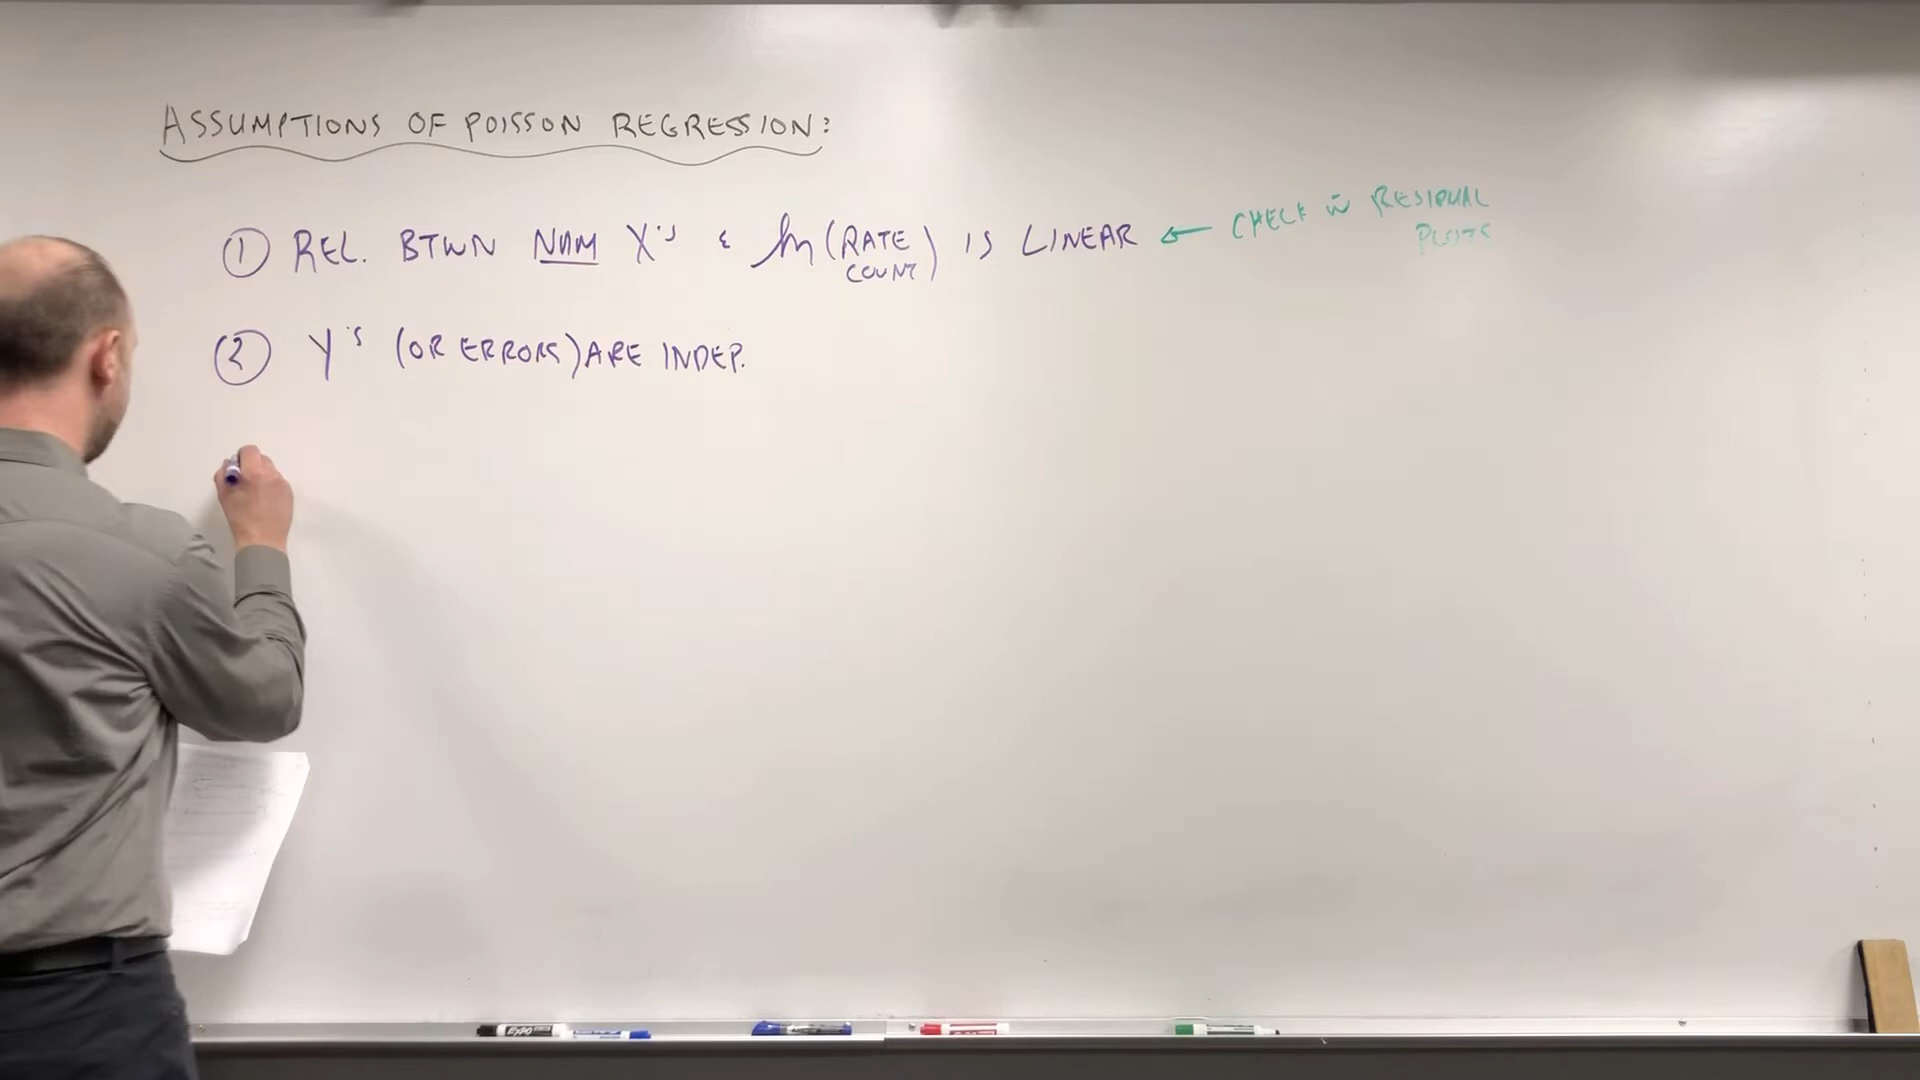 ASSUMPTIONS OF POISSON REGRESSION:
① REL. BTWN NUM X's & ln(RATE COUNT) IS LINEAR ← CHECK w̄ RESIDUAL PLOTS
② Y's (OR ERRORS) ARE INDEP.
EXPO